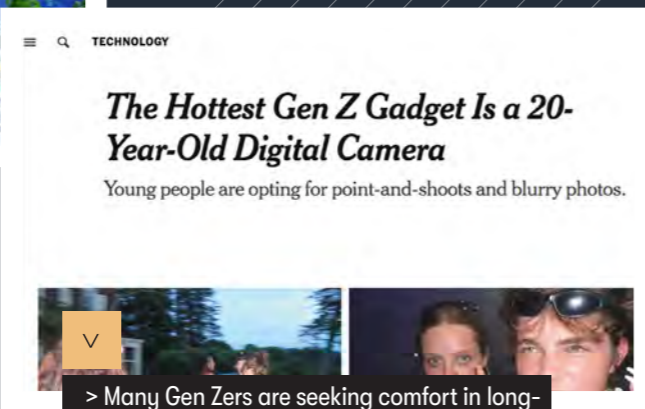 TECHNOLOGY
The Hottest Gen Z Gadget Is a 20-
Year-Old Digital Camera
Young people are opting for point-and-shoots and blurry photos.
> Many Gen Zers are seeking comfort in long-